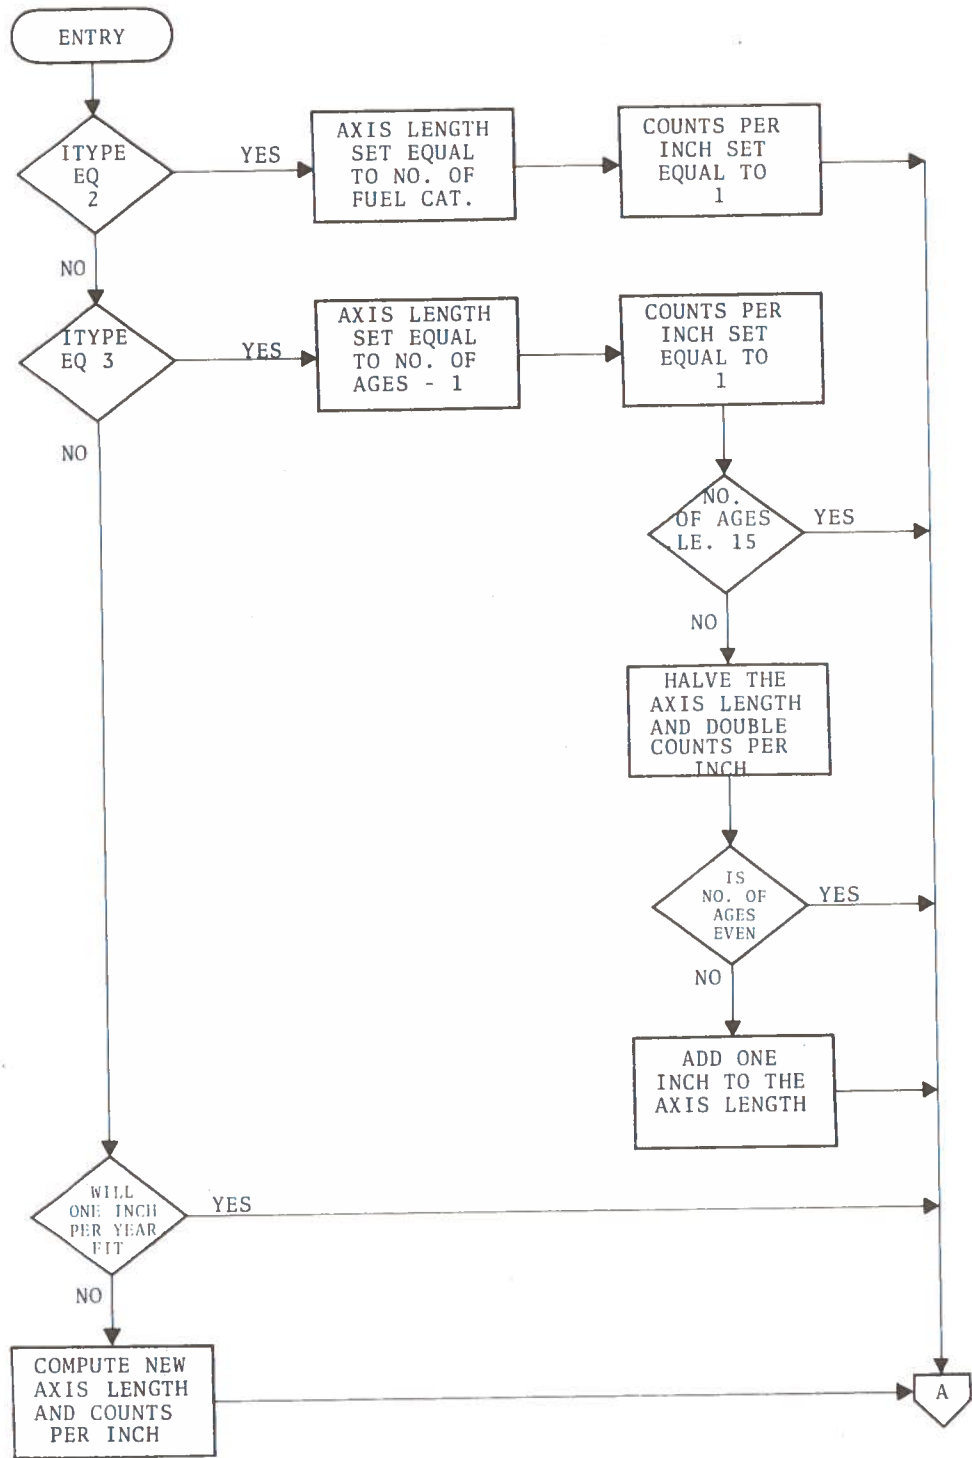 ENTRY
ITYPE
EQ
2
YES
AXIS LENGTH
SET EQUAL
TO NO. OF
FUEL CAT.
COUNTS PER
INCH SET
EQUAL TO
1
NO
ITYPE
EQ 3
YES
AXIS LENGTH
SET EQUAL
TO NO. OF
AGES - 1
COUNTS PER
INCH SET
EQUAL TO
1
NO
NO.
OF AGES
.LE. 15
YES
NO
HALVE THE
AXIS LENGTH
AND DOUBLE
COUNTS PER
INCH
IS
NO. OF
AGES
EVEN
YES
NO
ADD ONE
INCH TO THE
AXIS LENGTH
WILL
ONE INCH
PER YEAR
FIT
YES
NO
COMPUTE NEW
AXIS LENGTH
AND COUNTS
PER INCH
A